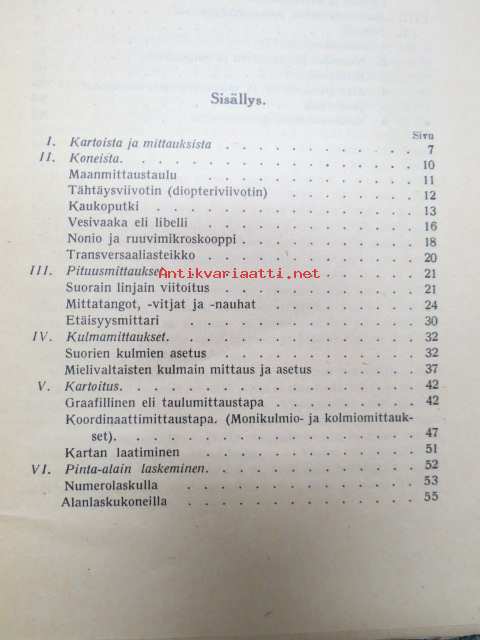 Sisällys.
Sivu
I. Kartoista ja mittauksista . . . . . . . . . 7
II. Koneista. . . . . . . . . . . . . . 10
Maanmittaustaulu . . . . . . . . . . . 11
Tähtäysviivotin (diopteriviivotin) . . . . . . . 12
Kaukoputki . . . . . . . . . . . . . 13
Vesivaaka eli libelli . . . . . . . . . . . 16
Nonio ja ruuvimikroskooppi . . . . . . . . . 18
Transversaaliasteikko . . . . . . . . . . 20
III. Pituusmittaukset . . . . . . . . . . . 21
Antikvariaatti.net
Suorain linjain viitoitus . . . . . . . . . . 21
Mittatangot, -vitjat ja -nauhat . . . . . . . . 24
Etäisyysmittari . . . . . . . . . . . . 30
IV. Kulmamittaukset. . . . . . . . . . . . 32
Suorien kulmien asetus . . . . . . . . . . 32
Mielivaltaisten kulmain mittaus ja asetus . . . . . 37
V. Kartoitus. . . . . . . . . . . . . . 42
Graafillinen eli taulumittaustapa . . . . . . . 42
Koordinaattimittaustapa. (Monikulmio- ja kolmiomittauk-
set). . . . . . . . . . . . . . . 47
Kartan laatiminen . . . . . . . . . . . 51
VI. Pinta-alain laskeminen. . . . . . . . . . 52
Numerolaskulla . . . . . . . . . . . . 53
Alanlaskukoneilla . . . . . . . . . . . 55